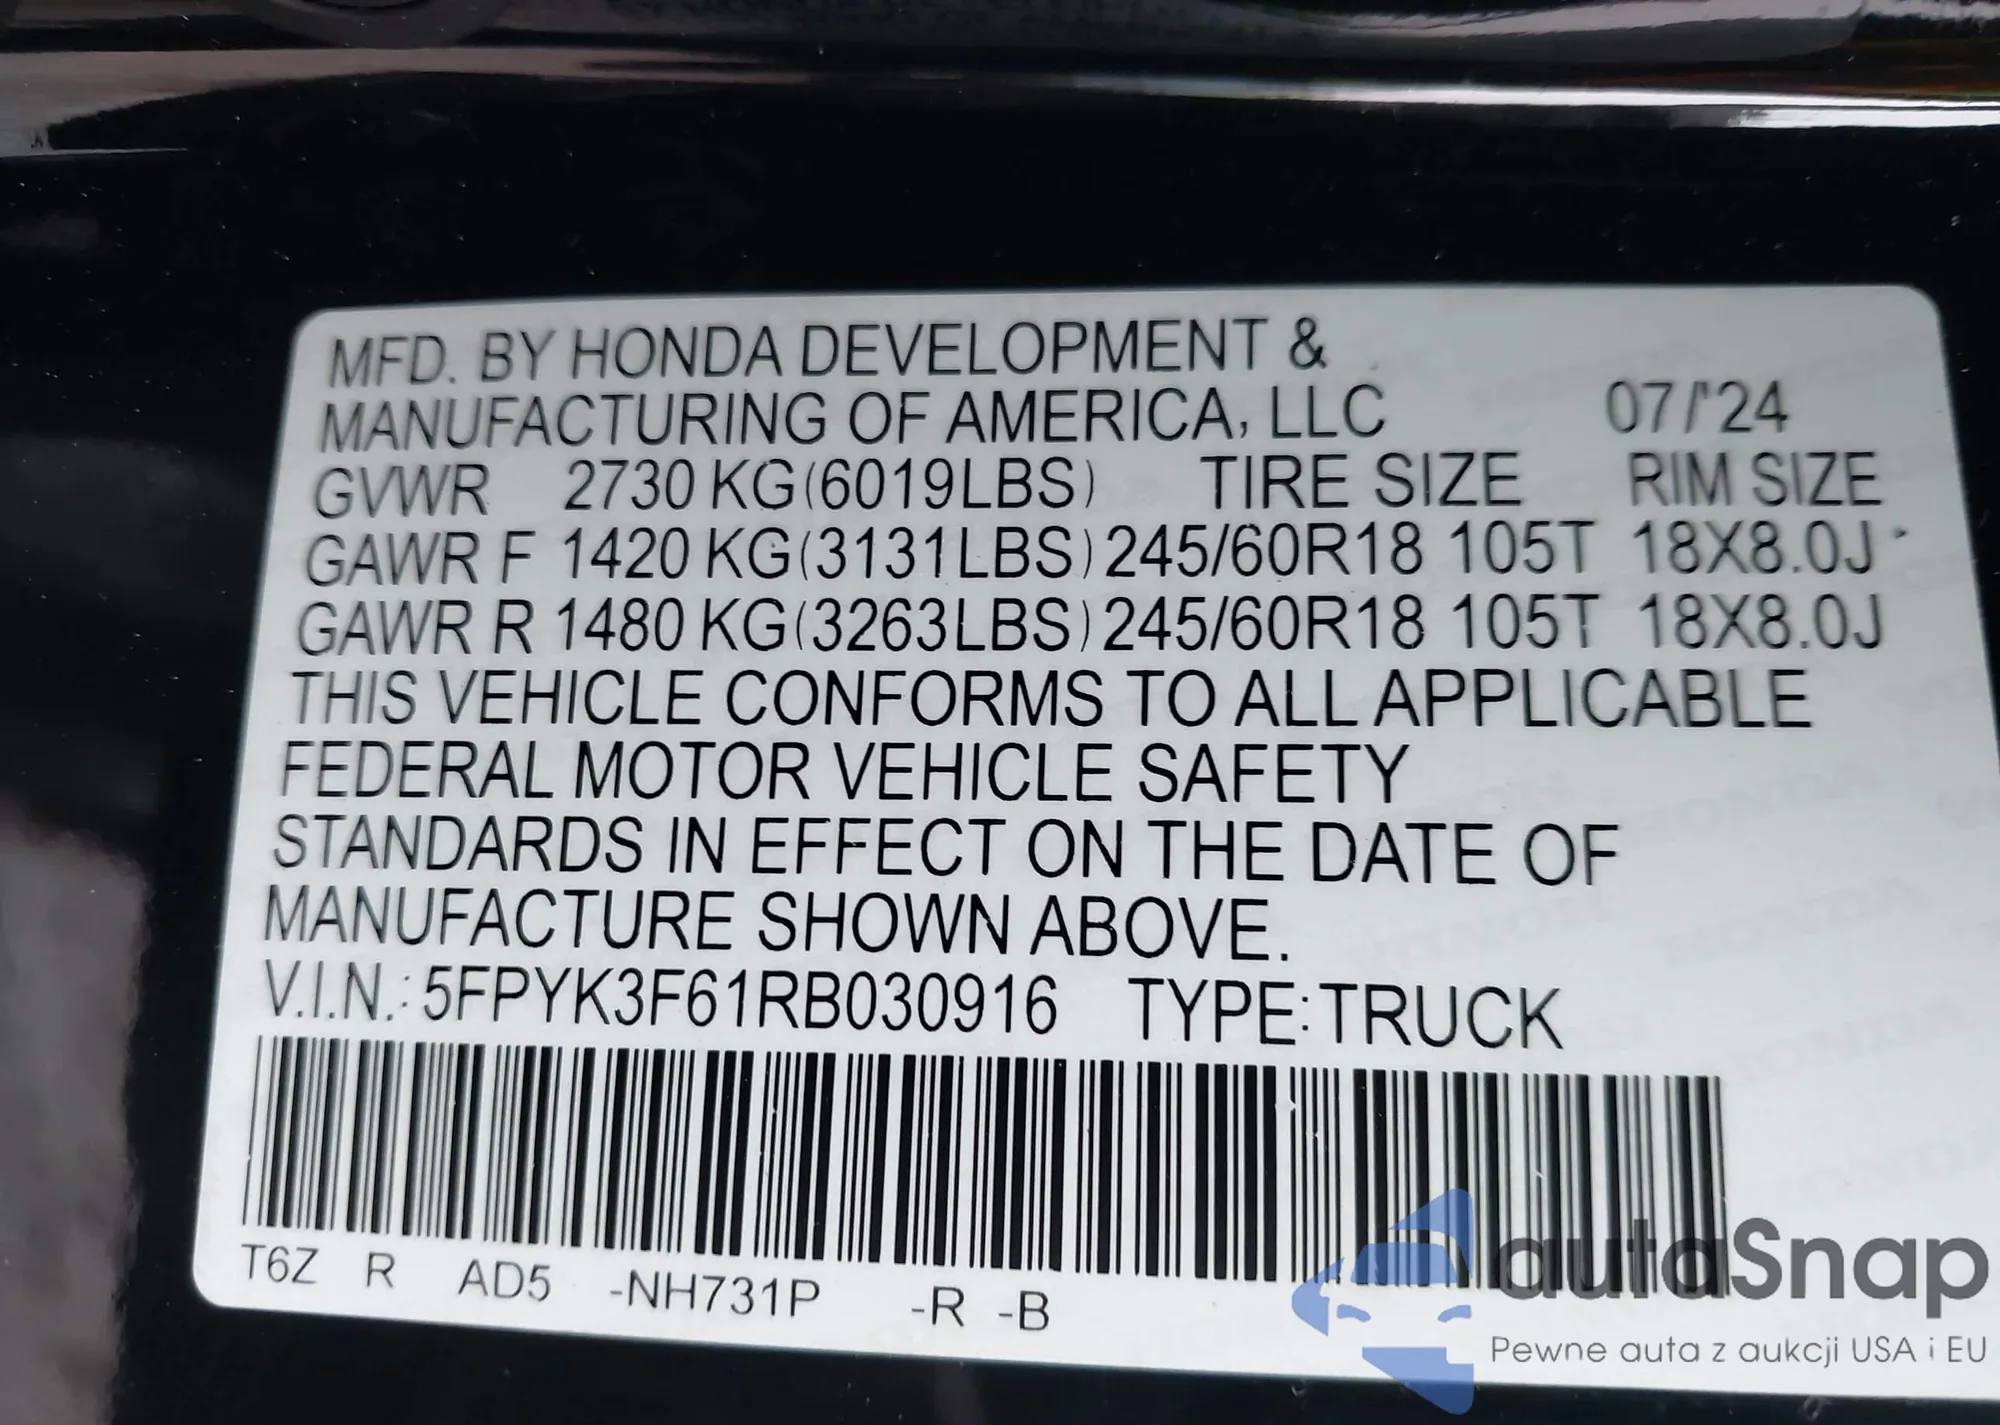 MFD. BY HONDA DEVELOPMENT &
MANUFACTURING OF AMERICA, LLC 07/'24
GVWR 2730 KG(6019LBS) TIRE SIZE RIM SIZE
GAWR F 1420 KG(3131LBS) 245/60R18 105T 18X8.0J
GAWR R 1480 KG(3263LBS) 245/60R18 105T 18X8.0J
THIS VEHICLE CONFORMS TO ALL APPLICABLE
FEDERAL MOTOR VEHICLE SAFETY
STANDARDS IN EFFECT ON THE DATE OF
MANUFACTURE SHOWN ABOVE.
V.I.N.: 5FPYK3F61RB030916 TYPE:TRUCK
T6Z R AD5 -NH731P -R -B
autaSnap
Pewne auta z aukcji USA i EU